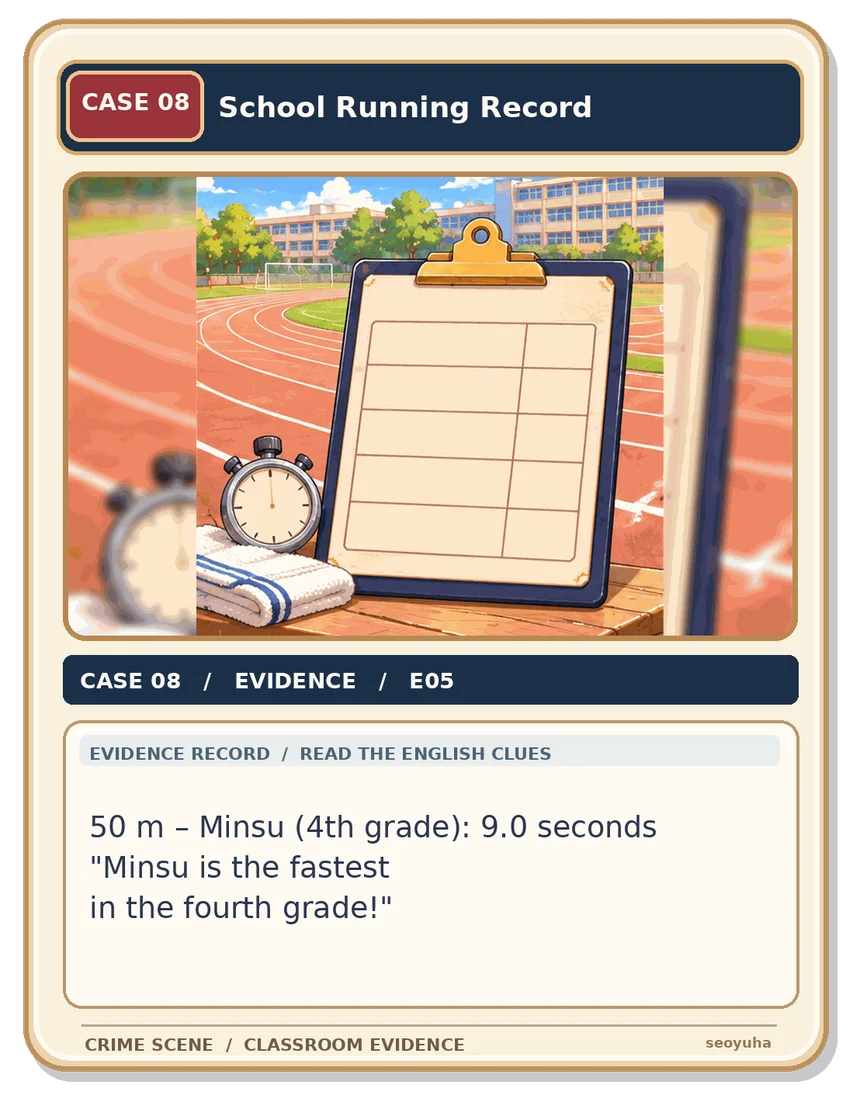 CASE 08 School Running Record
CASE 08 / EVIDENCE / E05
EVIDENCE RECORD / READ THE ENGLISH CLUES
50 m – Minsu (4th grade): 9.0 seconds
"Minsu is the fastest
in the fourth grade!"
CRIME SCENE / CLASSROOM EVIDENCE seoyuha